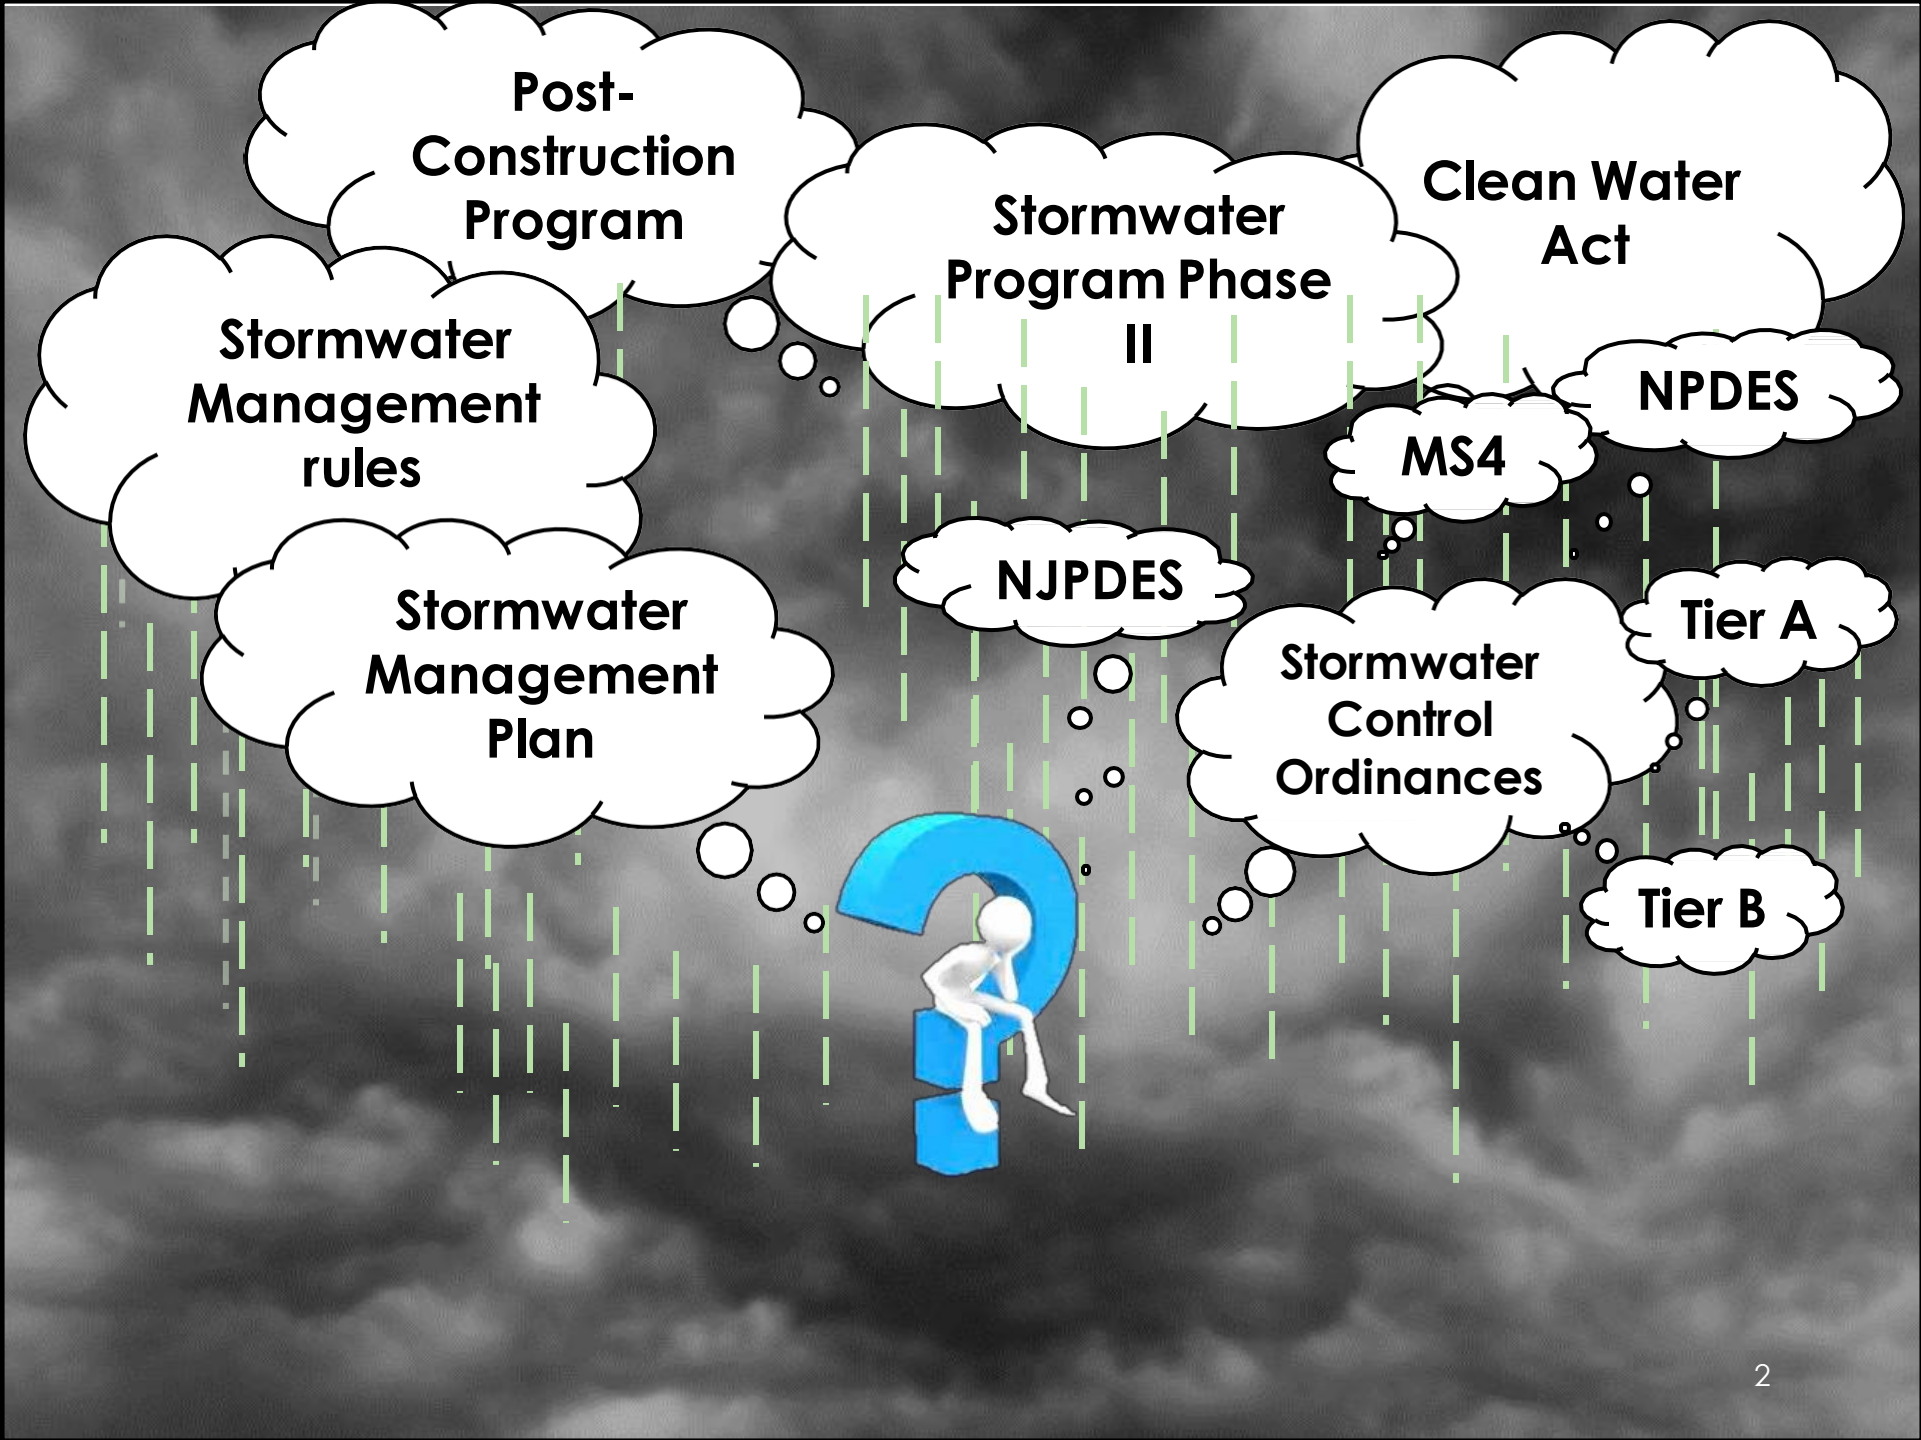 Post-
Construction
Program
Stormwater
Program Phase
II
Clean Water
Act
Stormwater
Management
rules
NPDES
MS4
Stormwater
Management
Plan
NJPDES
Stormwater
Control
Ordinances
Tier A
Tier B
2